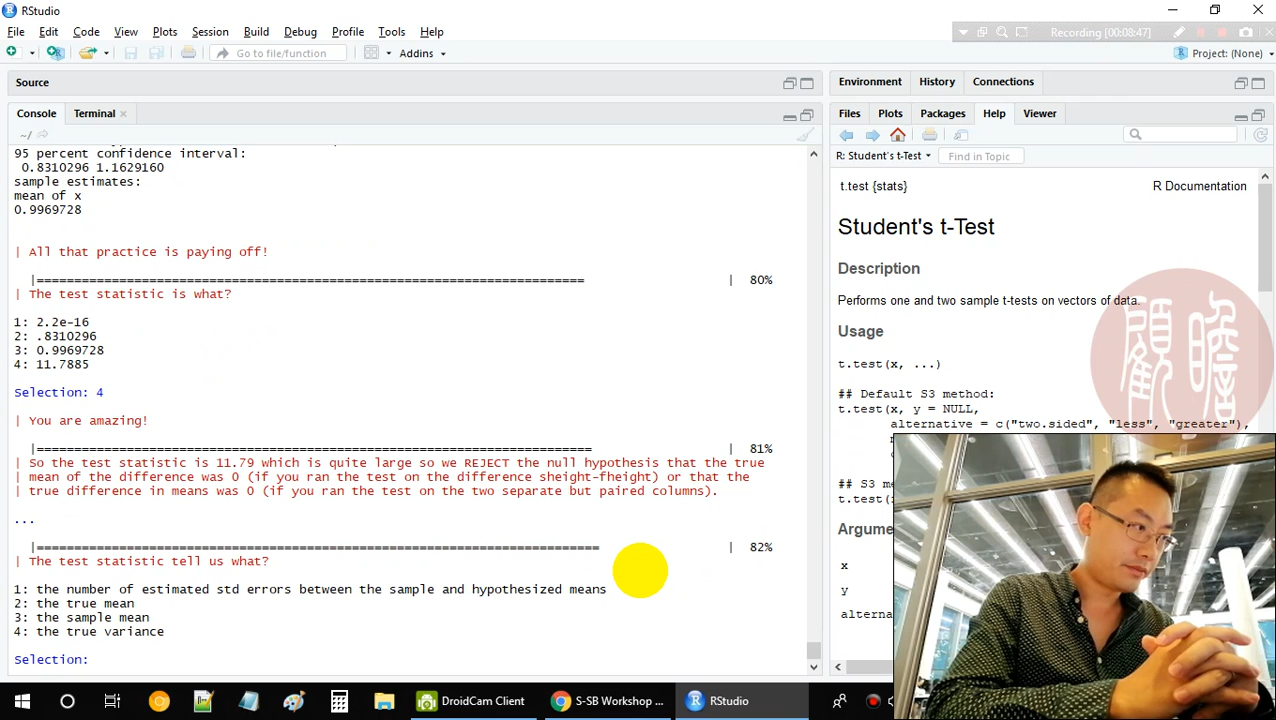 RStudio
File Edit Code View Plots Session Build Debug Profile Tools Help
Recording [00:08:47]
Go to file/function
Addins
Project: (None)
Source
Console Terminal
~/
95 percent confidence interval:
0.8310296 1.1629160
sample estimates:
mean of x
0.9969728
| All that practice is paying off!
|==========================================================================                   |  80%
| The test statistic is what?
1: 2.2e-16
2: .8310296
3: 0.9969728
4: 11.7885
Selection: 4
| You are amazing!
|===========================================================================                  |  81%
| So the test statistic is 11.79 which is quite large so we REJECT the null hypothesis that the true
| mean of the difference was 0 (if you ran the test on the difference sheight-fheight) or that the
| true difference in means was 0 (if you ran the test on the two separate but paired columns).
...
|============================================================================                 |  82%
| The test statistic tell us what?
1: the number of estimated std errors between the sample and hypothesized means
2: the true mean
3: the sample mean
4: the true variance
Selection:
Environment History Connections
Files Plots Packages Help Viewer
R: Student's t-Test
Find in Topic
t.test {stats}
R Documentation
Student's t-Test
Description
Performs one and two sample t-tests on vectors of data.
Usage
t.test(x, ...)
## Default S3 method:
t.test(x, y = NULL,
alternative = c("two.sided", "less", "greater"),
## S3 m
t.test(
Argume
x
y
alterna
DroidCam Client
S-SB Workshop ...
RStudio